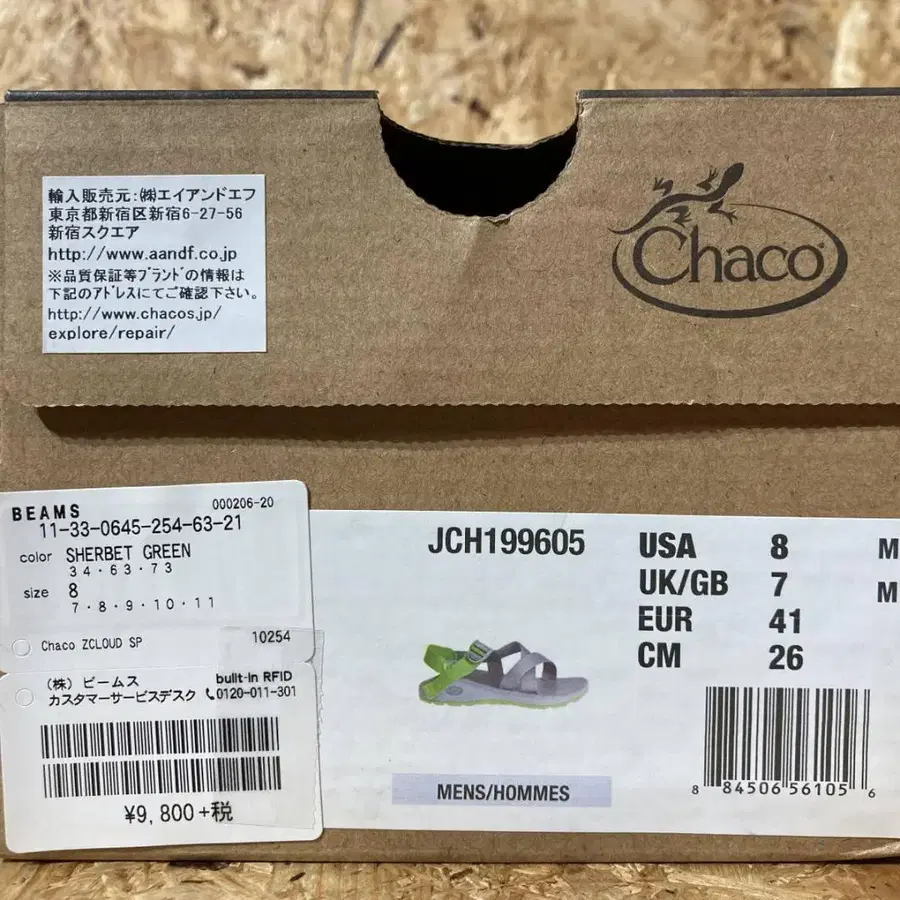 輸入販売元:㈱エイアンドエフ
東京都新宿区新宿6-27-56
新宿スクエア
http://www.aandf.co.jp
※品質保証等ブランドの情報は
下記のアドレスにてご確認下さい。
http://www.chacos.jp/
explore/repair/
Chaco
BEAMS 000206-20
11-33-0645-254-63-21
color SHERBET GREEN
34・63・73
size 8
7・8・9・10・11
Chaco ZCLOUD SP 10254
(株) ビームス built-in RFID
カスタマーサービスデスク 0120-011-301
¥9,800+税
JCH199605
USA 8 M
UK/GB 7 M
EUR 41
CM 26
MENS/HOMMES
8 84506 56105 6